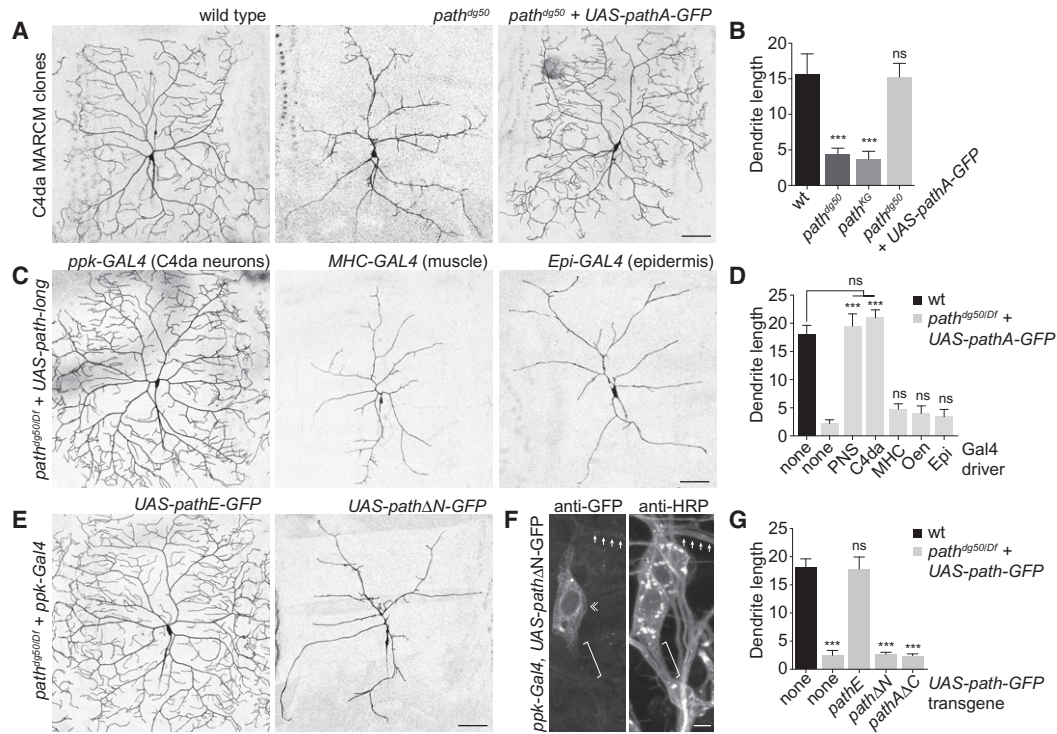 A
C4da MARCM clones
wild type
path^dg50
path^dg50 + UAS-pathA-GFP
B
Dendrite length
20
15
10
5
0
***
***
ns
wt
path^dg50
path^KG
path^dg50
+ UAS-pathA-GFP
C
path^dg50/Df + UAS-path-long
ppk-GAL4 (C4da neurons)
MHC-GAL4 (muscle)
Epi-GAL4 (epidermis)
D
Dendrite length
25
20
15
10
5
0
ns
***
***
ns
ns
ns
wt
path^dg50/Df +
UAS-pathA-GFP
none
none
PNS
C4da
MHC
Oen
Epi
Gal4
driver
E
path^dg50/Df + ppk-Gal4
UAS-pathE-GFP
UAS-pathΔN-GFP
F
ppk-Gal4, UAS-pathΔN-GFP
anti-GFP
anti-HRP
G
Dendrite length
25
20
15
10
5
0
***
ns
***
***
wt
path^dg50/Df +
UAS-path-GFP
none
none
pathE
pathΔN
pathAΔC
UAS-path-GFP
transgene